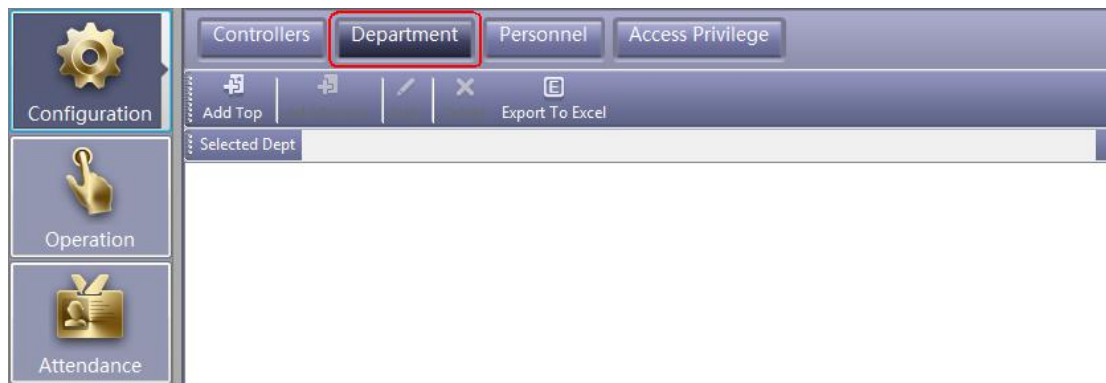 Controllers Department Personnel Access Privilege
Add Top Export To Excel
Selected Dept
Configuration
Operation
Attendance